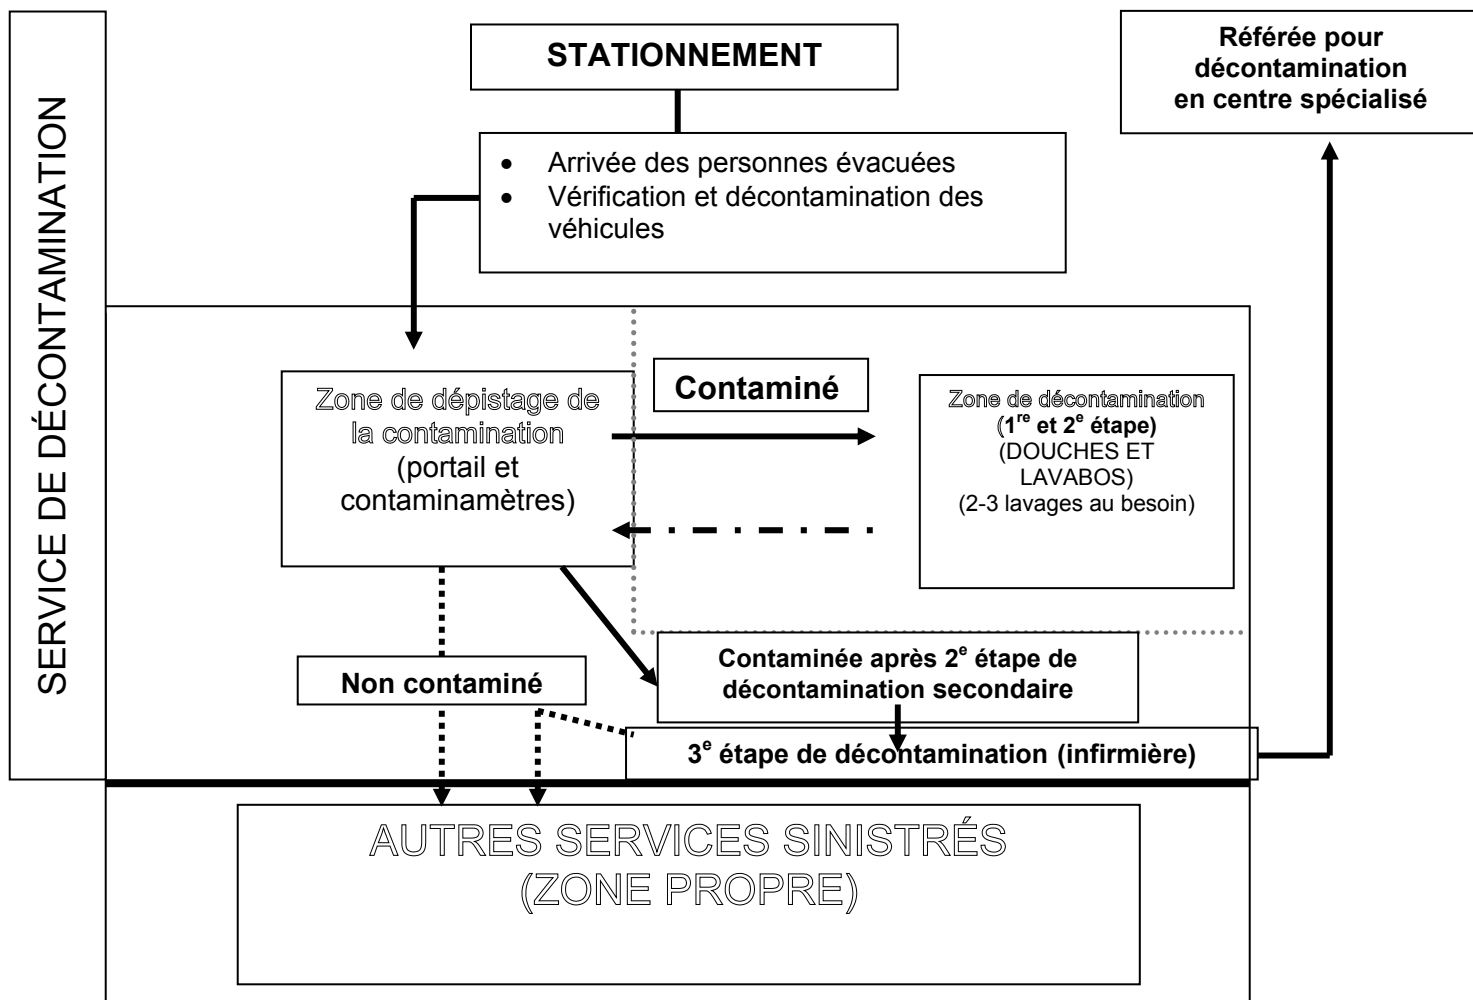 SERVICE DE DÉCONTAMINATION
STATIONNEMENT
Référée pour
décontamination
en centre spécialisé
• Arrivée des personnes évacuées
• Vérification et décontamination des
véhicules
Zone de dépistage de
la contamination
(portail et
contaminamètres)
Contaminé
Zone de décontamination
(1re et 2e étape)
(DOUCHES ET
LAVABOS)
(2-3 lavages au besoin)
Non contaminé
Contaminée après 2e étape de
décontamination secondaire
3e étape de décontamination (infirmière)
AUTRES SERVICES SINISTRÉS
(ZONE PROPRE)